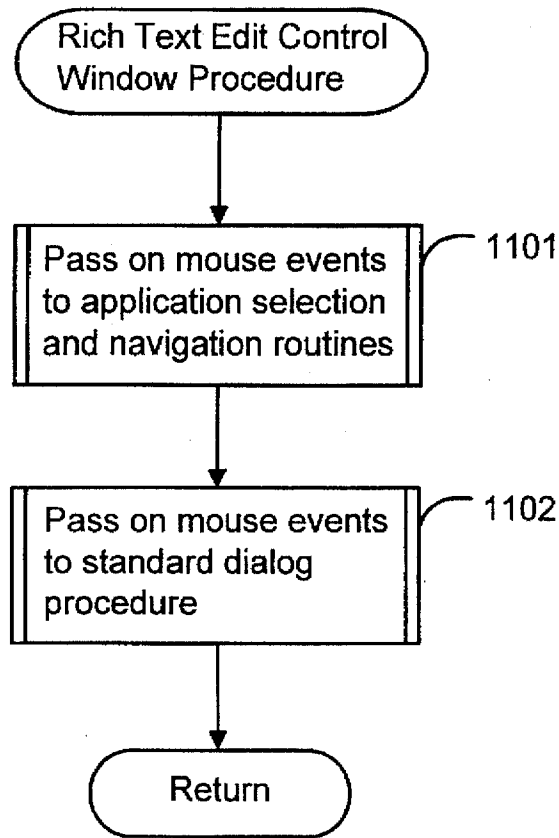 Rich Text Edit Control
Window Procedure
Pass on mouse events
to application selection
and navigation routines
1101
Pass on mouse events
to standard dialog
procedure
1102
Return